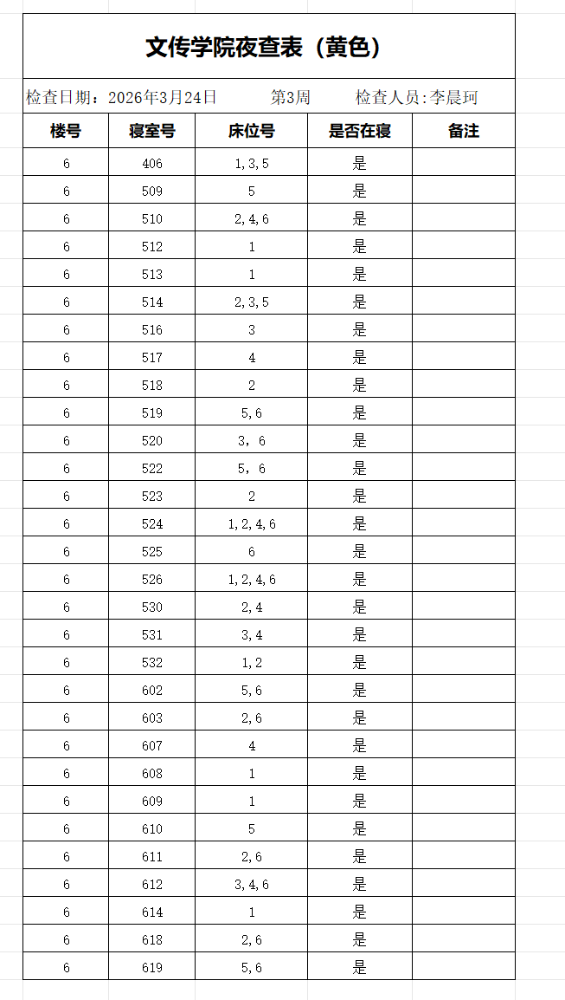 文传学院夜查表（黄色）
检查日期：2026年3月24日 第3周 检查人员:李晨珂
楼号 寝室号 床位号 是否在寝 备注
6 406 1,3,5 是
6 509 5 是
6 510 2,4,6 是
6 512 1 是
6 513 1 是
6 514 2,3,5 是
6 516 3 是
6 517 4 是
6 518 2 是
6 519 5,6 是
6 520 3，6 是
6 522 5，6 是
6 523 2 是
6 524 1,2,4,6 是
6 525 6 是
6 526 1,2,4,6 是
6 530 2,4 是
6 531 3,4 是
6 532 1,2 是
6 602 5,6 是
6 603 2,6 是
6 607 4 是
6 608 1 是
6 609 1 是
6 610 5 是
6 611 2,6 是
6 612 3,4,6 是
6 614 1 是
6 618 2,6 是
6 619 5,6 是